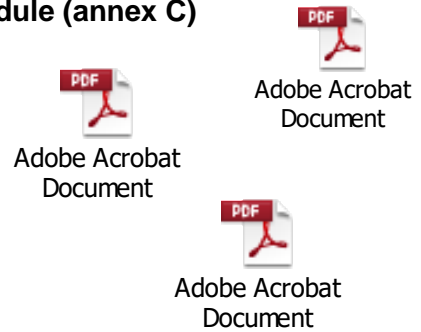 dule (annex C)
PDF
Adobe Acrobat
Document
PDF
Adobe Acrobat
Document
PDF
Adobe Acrobat
Document